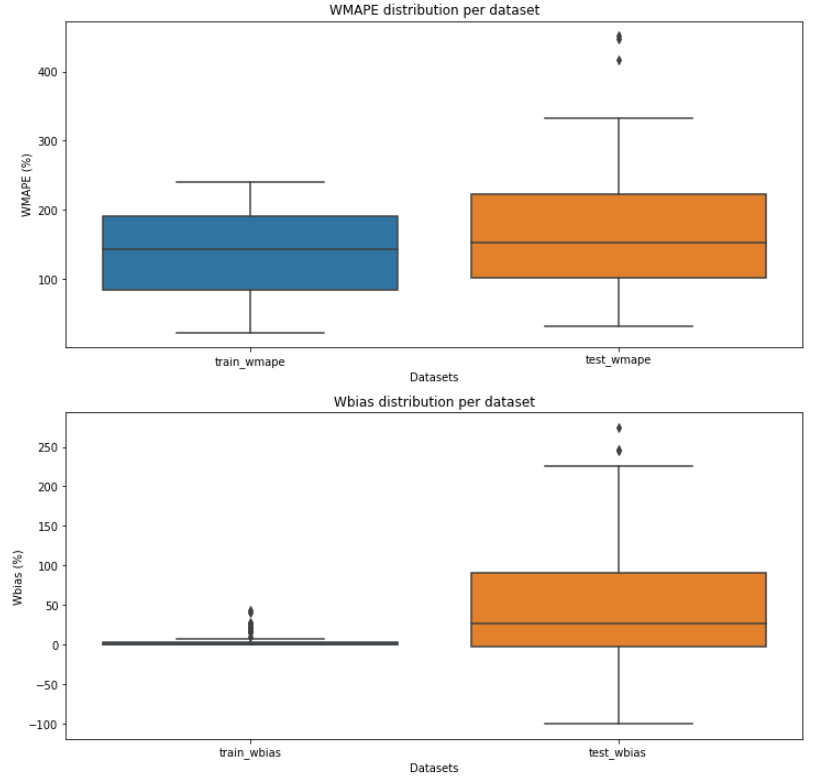 WMAPE distribution per dataset
400
300
200
100
WMAPE (%)
train_wmape
test_wmape
Datasets
Wbias distribution per dataset
250
200
150
100
50
0
−50
−100
Wbias (%)
train_wbias
test_wbias
Datasets